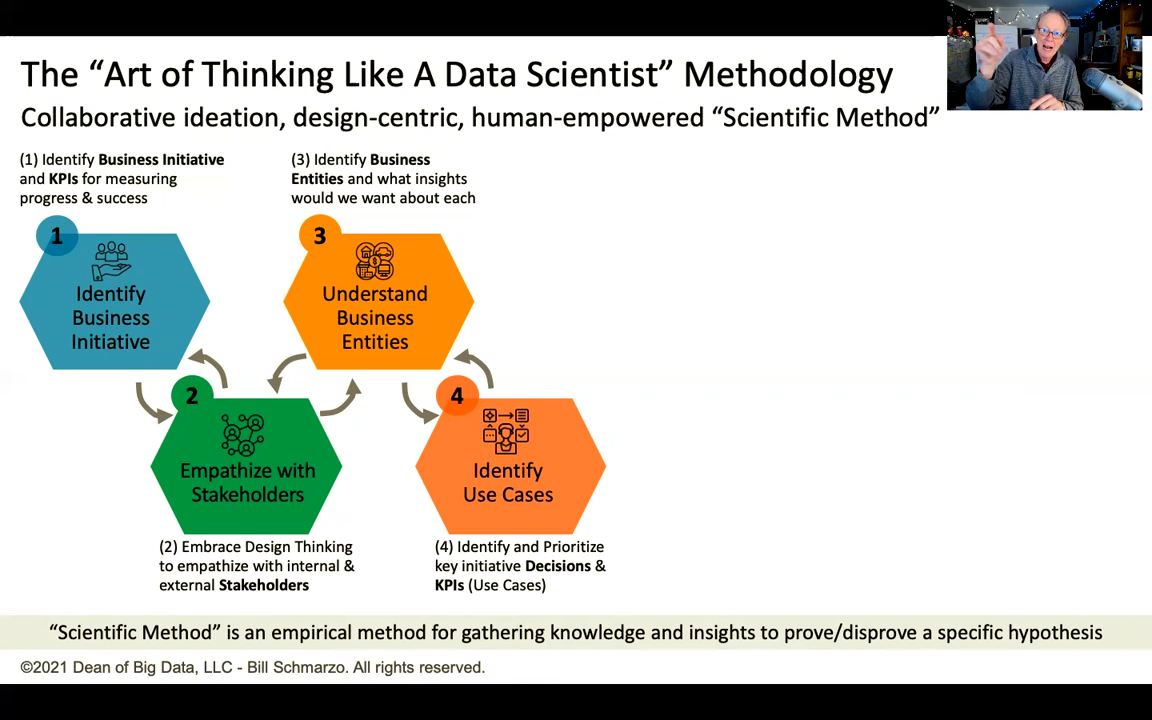 The “Art of Thinking Like A Data Scientist” Methodology
Collaborative ideation, design-centric, human-empowered “Scientific Method”
(1) Identify Business Initiative
and KPIs for measuring
progress & success
(3) Identify Business
Entities and what insights
would we want about each
1
Identify
Business
Initiative
3
Understand
Business
Entities
2
Empathize with
Stakeholders
4
Identify
Use Cases
(2) Embrace Design Thinking
to empathize with internal &
external Stakeholders
(4) Identify and Prioritize
key initiative Decisions &
KPIs (Use Cases)
“Scientific Method” is an empirical method for gathering knowledge and insights to prove/disprove a specific hypothesis
©2021 Dean of Big Data, LLC - Bill Schmarzo. All rights reserved.